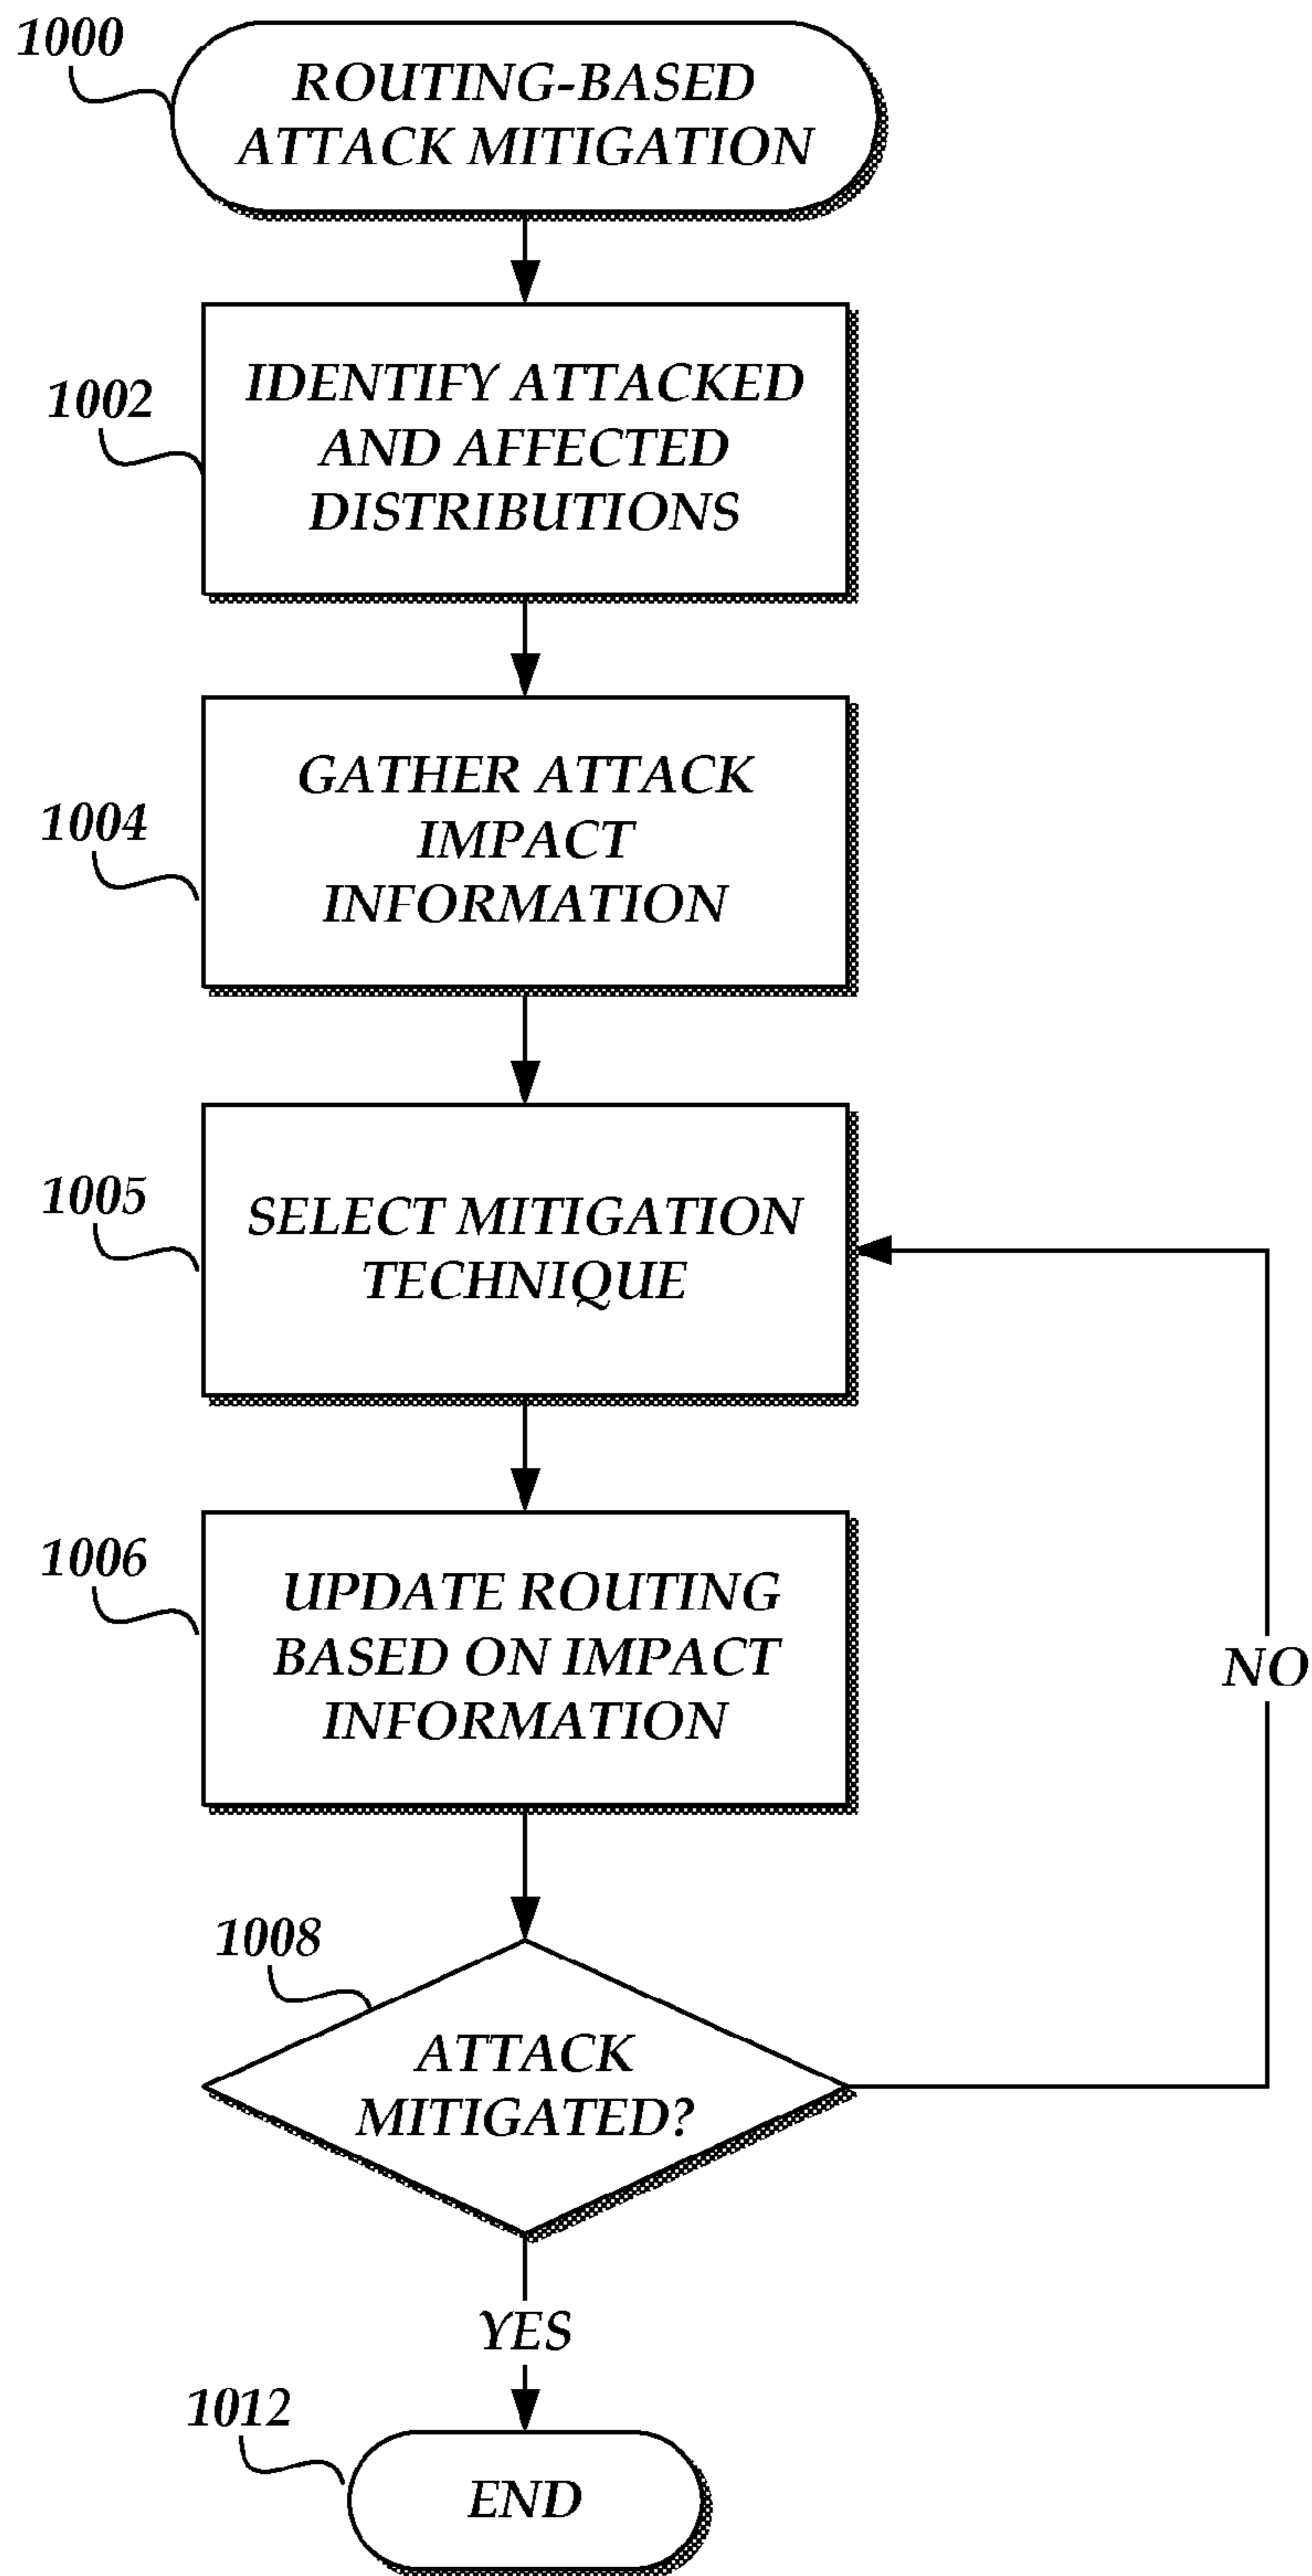 1000
ROUTING-BASED
ATTACK MITIGATION
1002
IDENTIFY ATTACKED
AND AFFECTED
DISTRIBUTIONS
1004
GATHER ATTACK
IMPACT
INFORMATION
1005
SELECT MITIGATION
TECHNIQUE
1006
UPDATE ROUTING
BASED ON IMPACT
INFORMATION
NO
1008
ATTACK
MITIGATED?
YES
1012
END